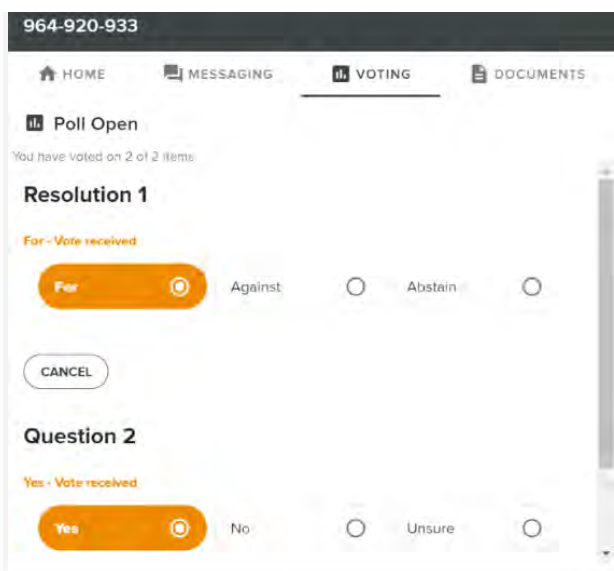 964-920-933
HOME MESSAGING VOTING DOCUMENTS
Poll Open
You have voted on 2 of 2 items
Resolution 1
For - Vote received
For Against Abstain
CANCEL
Question 2
Yes - Vote received
Yes No Unsure